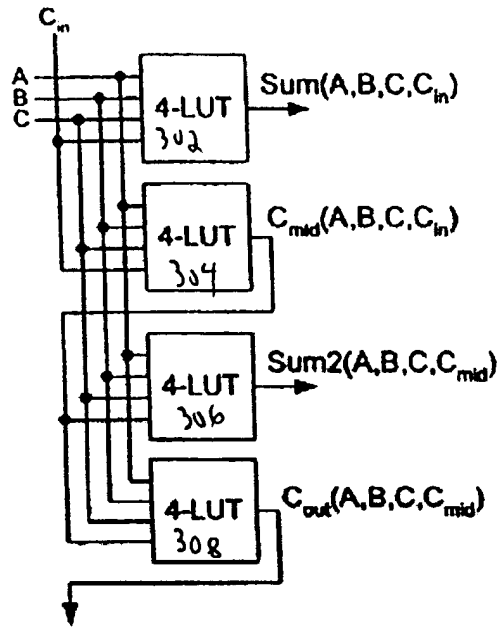 C_in
A
B
C
4-LUT
302
Sum(A,B,C,C_in)
4-LUT
304
C_mid(A,B,C,C_in)
4-LUT
306
Sum2(A,B,C,C_mid)
4-LUT
308
C_out(A,B,C,C_mid)